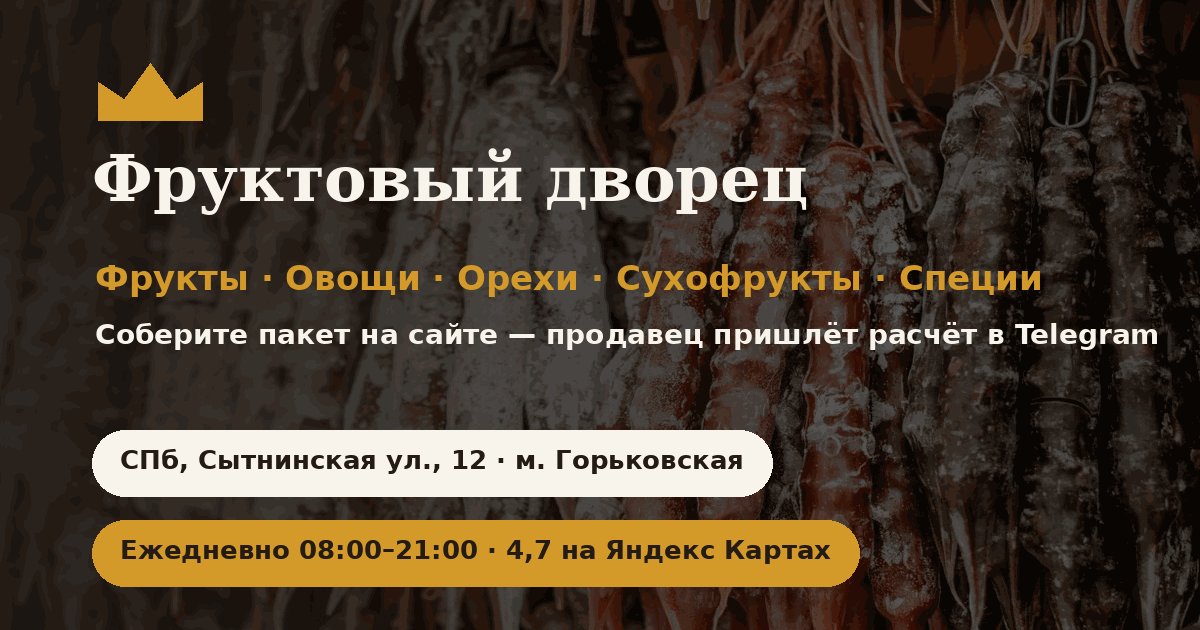 Фруктовый дворец
Фрукты · Овощи · Орехи · Сухофрукты · Специи
Соберите пакет на сайте — продавец пришлёт расчёт в Telegram
СПб, Сытнинская ул., 12 · м. Горьковская
Ежедневно 08:00–21:00 · 4,7 на Яндекс Картах